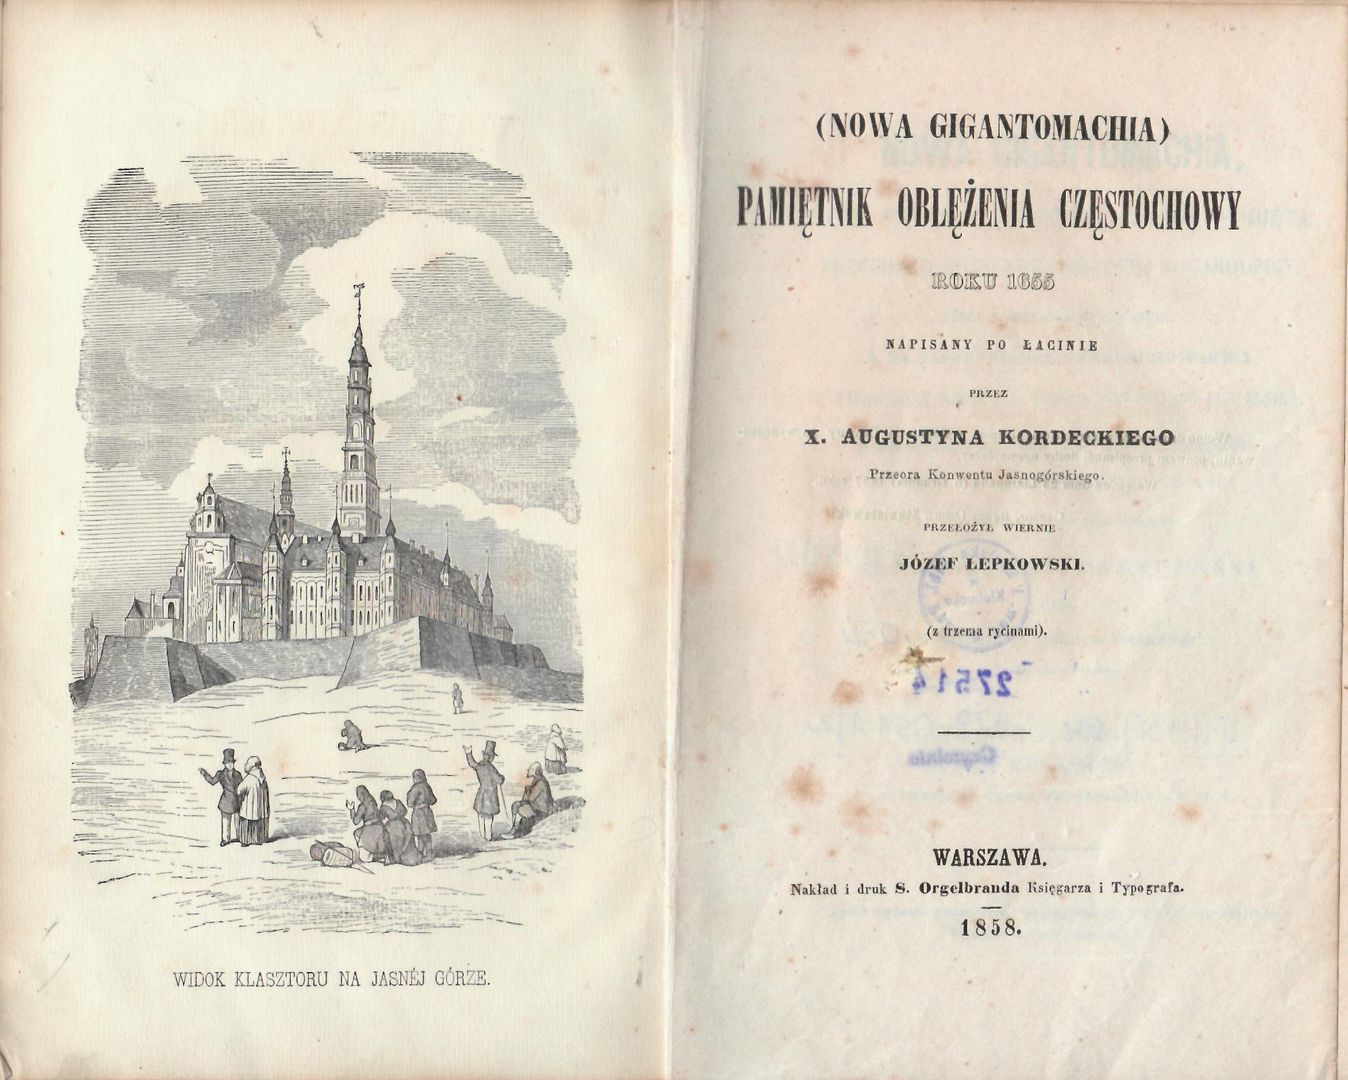 WIDOK KLASZTORU NA JASNÉJ GÓRZE.
(NOWA GIGANTOMACHIA)
PAMIĘTNIK OBLĘŻENIA CZĘSTOCHOWY
ROKU 1655
NAPISANY PO ŁACINIE
PRZEZ
X. AUGUSTYNA KORDECKIEGO
Przeora Konwentu Jasnogórskiego.
PRZEŁOŻYŁ WIERNIE
JÓZEF ŁEPKOWSKI.
(z trzema rycinami).
27514
Czytelnia
WARSZAWA.
Nakład i druk S. Orgelbranda Księgarza i Typografa.
1858.